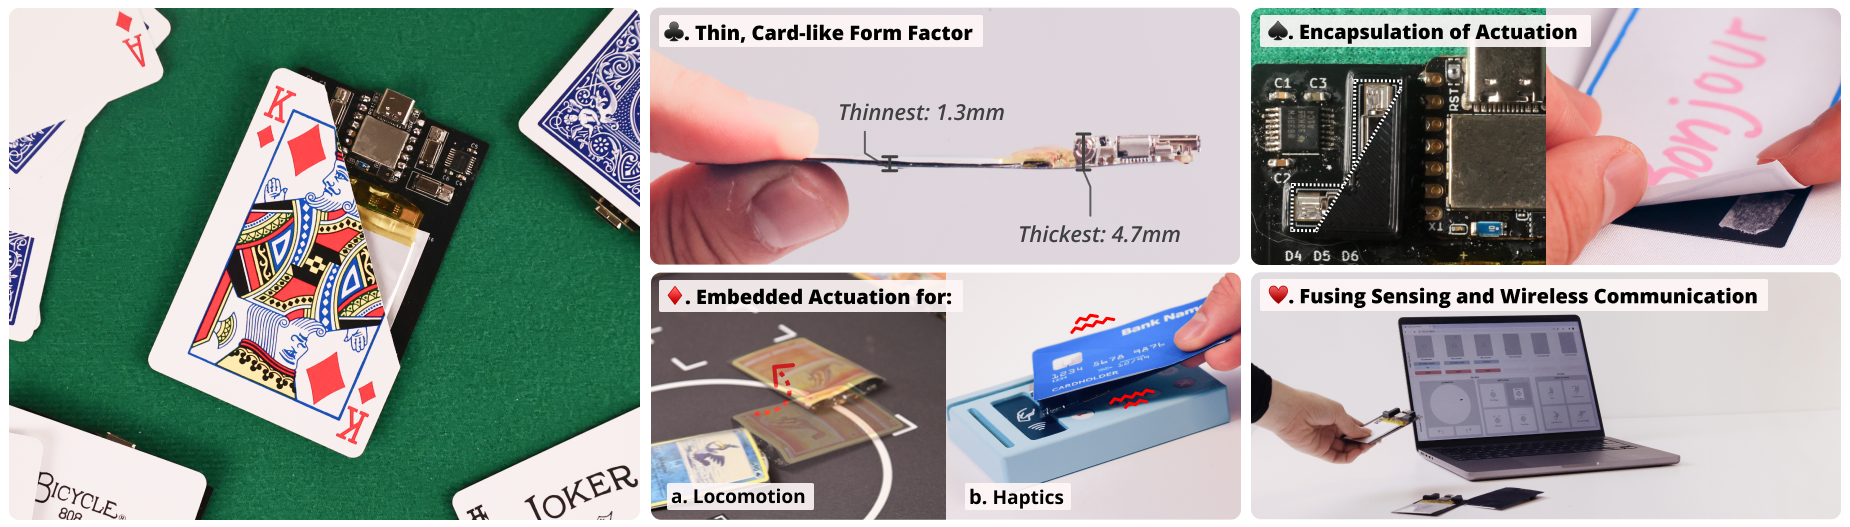 A
A
K
K
BICYCLE®
808
JOKER
♣. Thin, Card-like Form Factor
Thinnest: 1.3mm
Thickest: 4.7mm
♠. Encapsulation of Actuation
C1 C3
C2
RST
X1
D4 D5 D6
+
Bonjour
♦. Embedded Actuation for:
a. Locomotion
Bank Name
1234 5678 9876
CARDHOLDER
b. Haptics
♥. Fusing Sensing and Wireless Communication